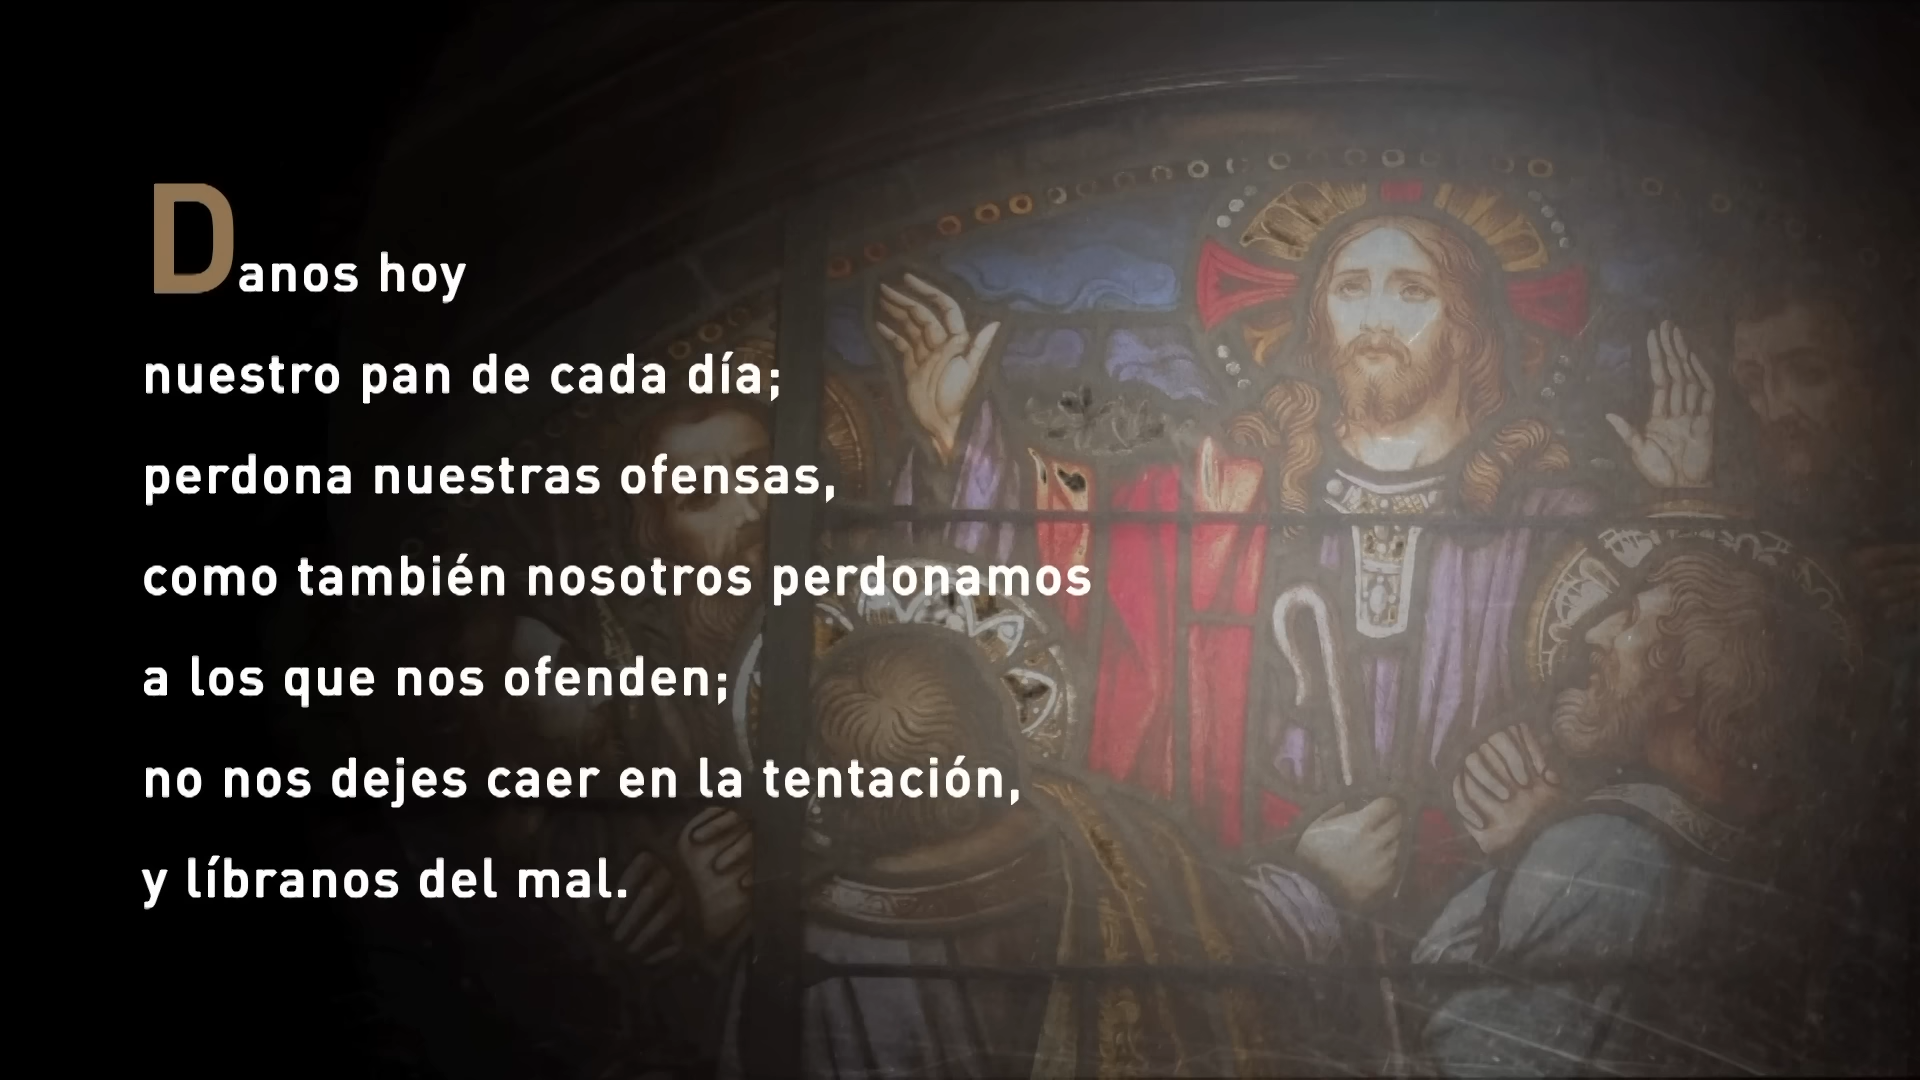 Danos hoy
nuestro pan de cada día;
perdona nuestras ofensas,
como también nosotros perdonamos
a los que nos ofenden;
no nos dejes caer en la tentación,
y líbranos del mal.